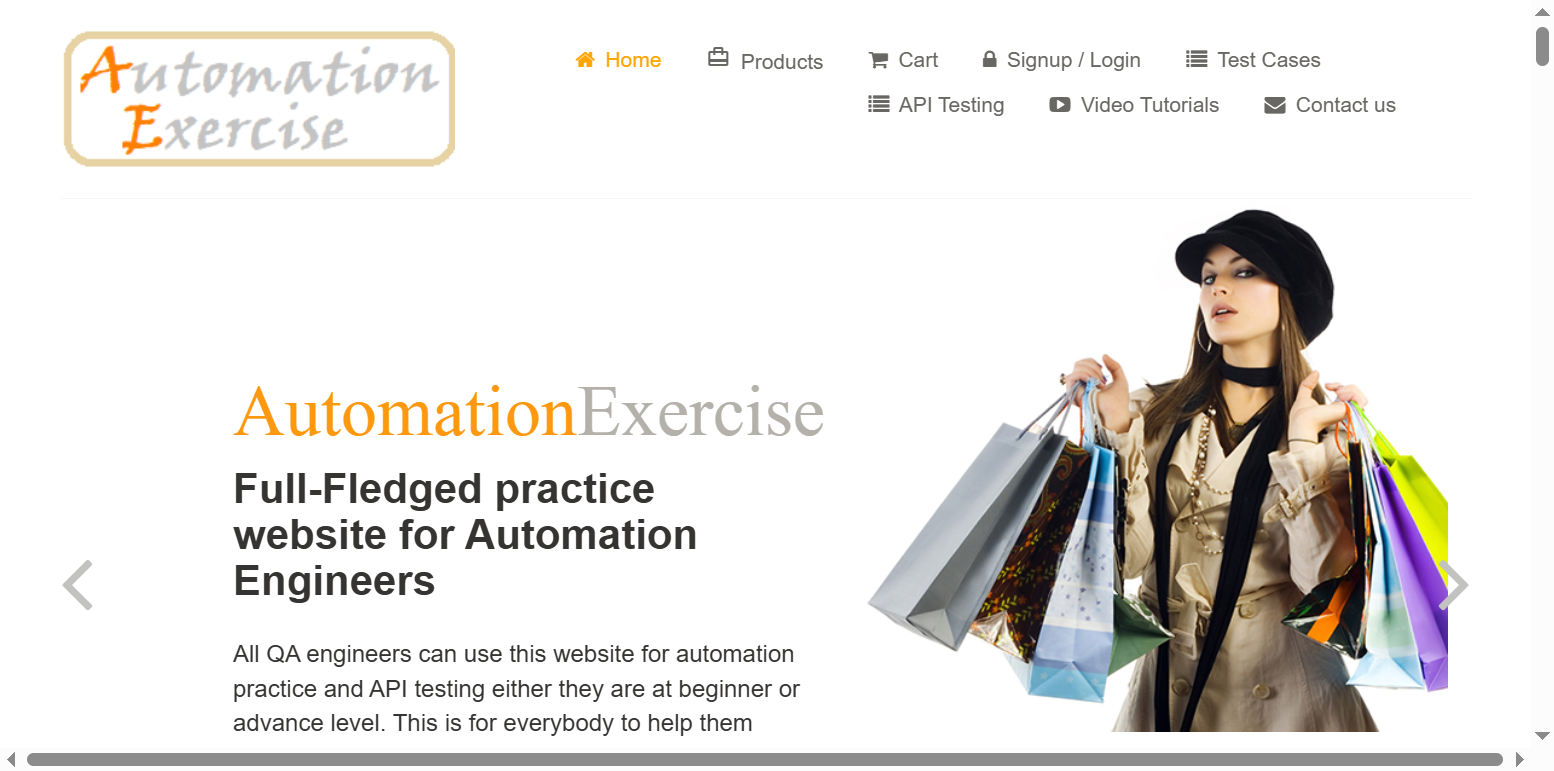 Automation
Exercise
Home
Products
Cart
Signup / Login
Test Cases
API Testing
Video Tutorials
Contact us
AutomationExercise
Full-Fledged practice
website for Automation
Engineers
All QA engineers can use this website for automation
practice and API testing either they are at beginner or
advance level. This is for everybody to help them